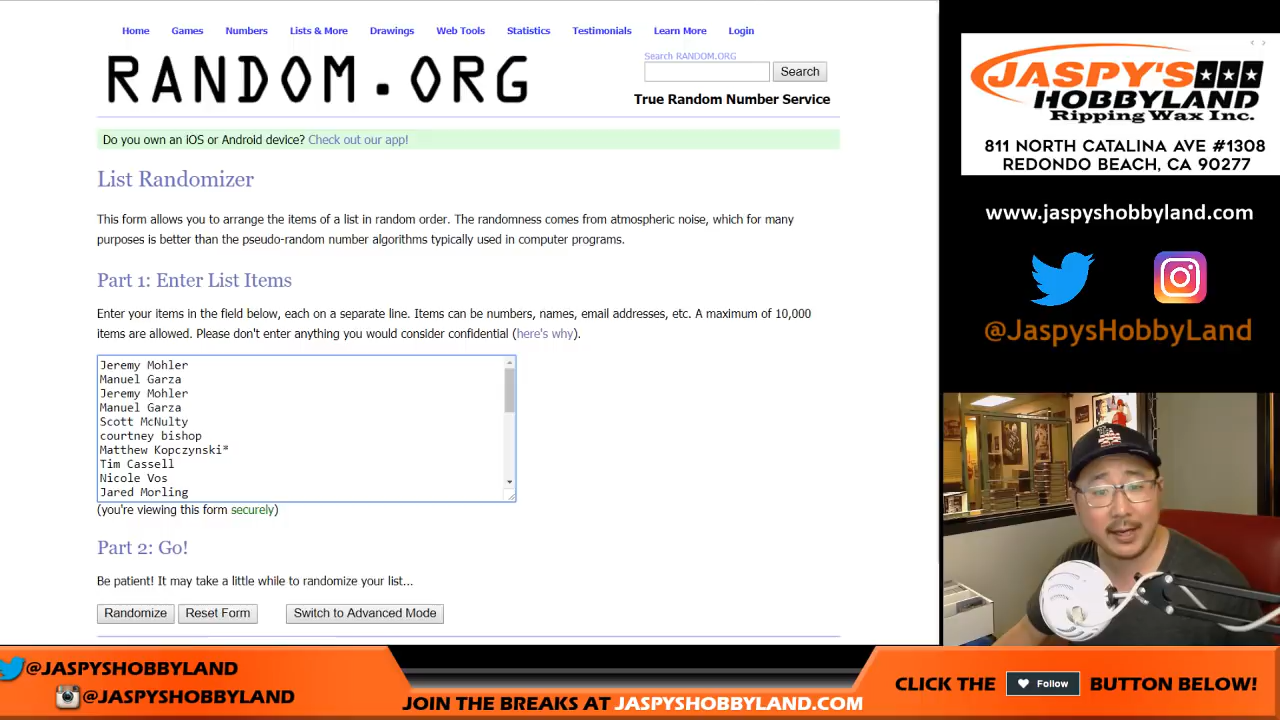 Home Games Numbers Lists & More Drawings Web Tools Statistics Testimonials Learn More Login
RANDOM.ORG
Search RANDOM.ORG
Search
True Random Number Service
Do you own an iOS or Android device? Check out our app!
List Randomizer
This form allows you to arrange the items of a list in random order. The randomness comes from atmospheric noise, which for many
purposes is better than the pseudo-random number algorithms typically used in computer programs.
Part 1: Enter List Items
Enter your items in the field below, each on a separate line. Items can be numbers, names, email addresses, etc. A maximum of 10,000
items are allowed. Please don't enter anything you would consider confidential (here's why).
Jeremy Mohler
Manuel Garza
Jeremy Mohler
Manuel Garza
Scott McNulty
courtney bishop
Matthew Kopczynski*
Tim Cassell
Nicole Vos
Jared Morling
(you're viewing this form securely)
Part 2: Go!
Be patient! It may take a little while to randomize your list...
Randomize Reset Form Switch to Advanced Mode
JASPY'S
HOBBYLAND
Ripping Wax Inc.
811 NORTH CATALINA AVE #1308
REDONDO BEACH, CA 90277
www.jaspyshobbyland.com
@JaspysHobbyLand
@JASPYSHOBBYLAND
@JASPYSHOBBYLAND
JOIN THE BREAKS AT JASPYSHOBBYLAND.COM
CLICK THE Follow BUTTON BELOW!